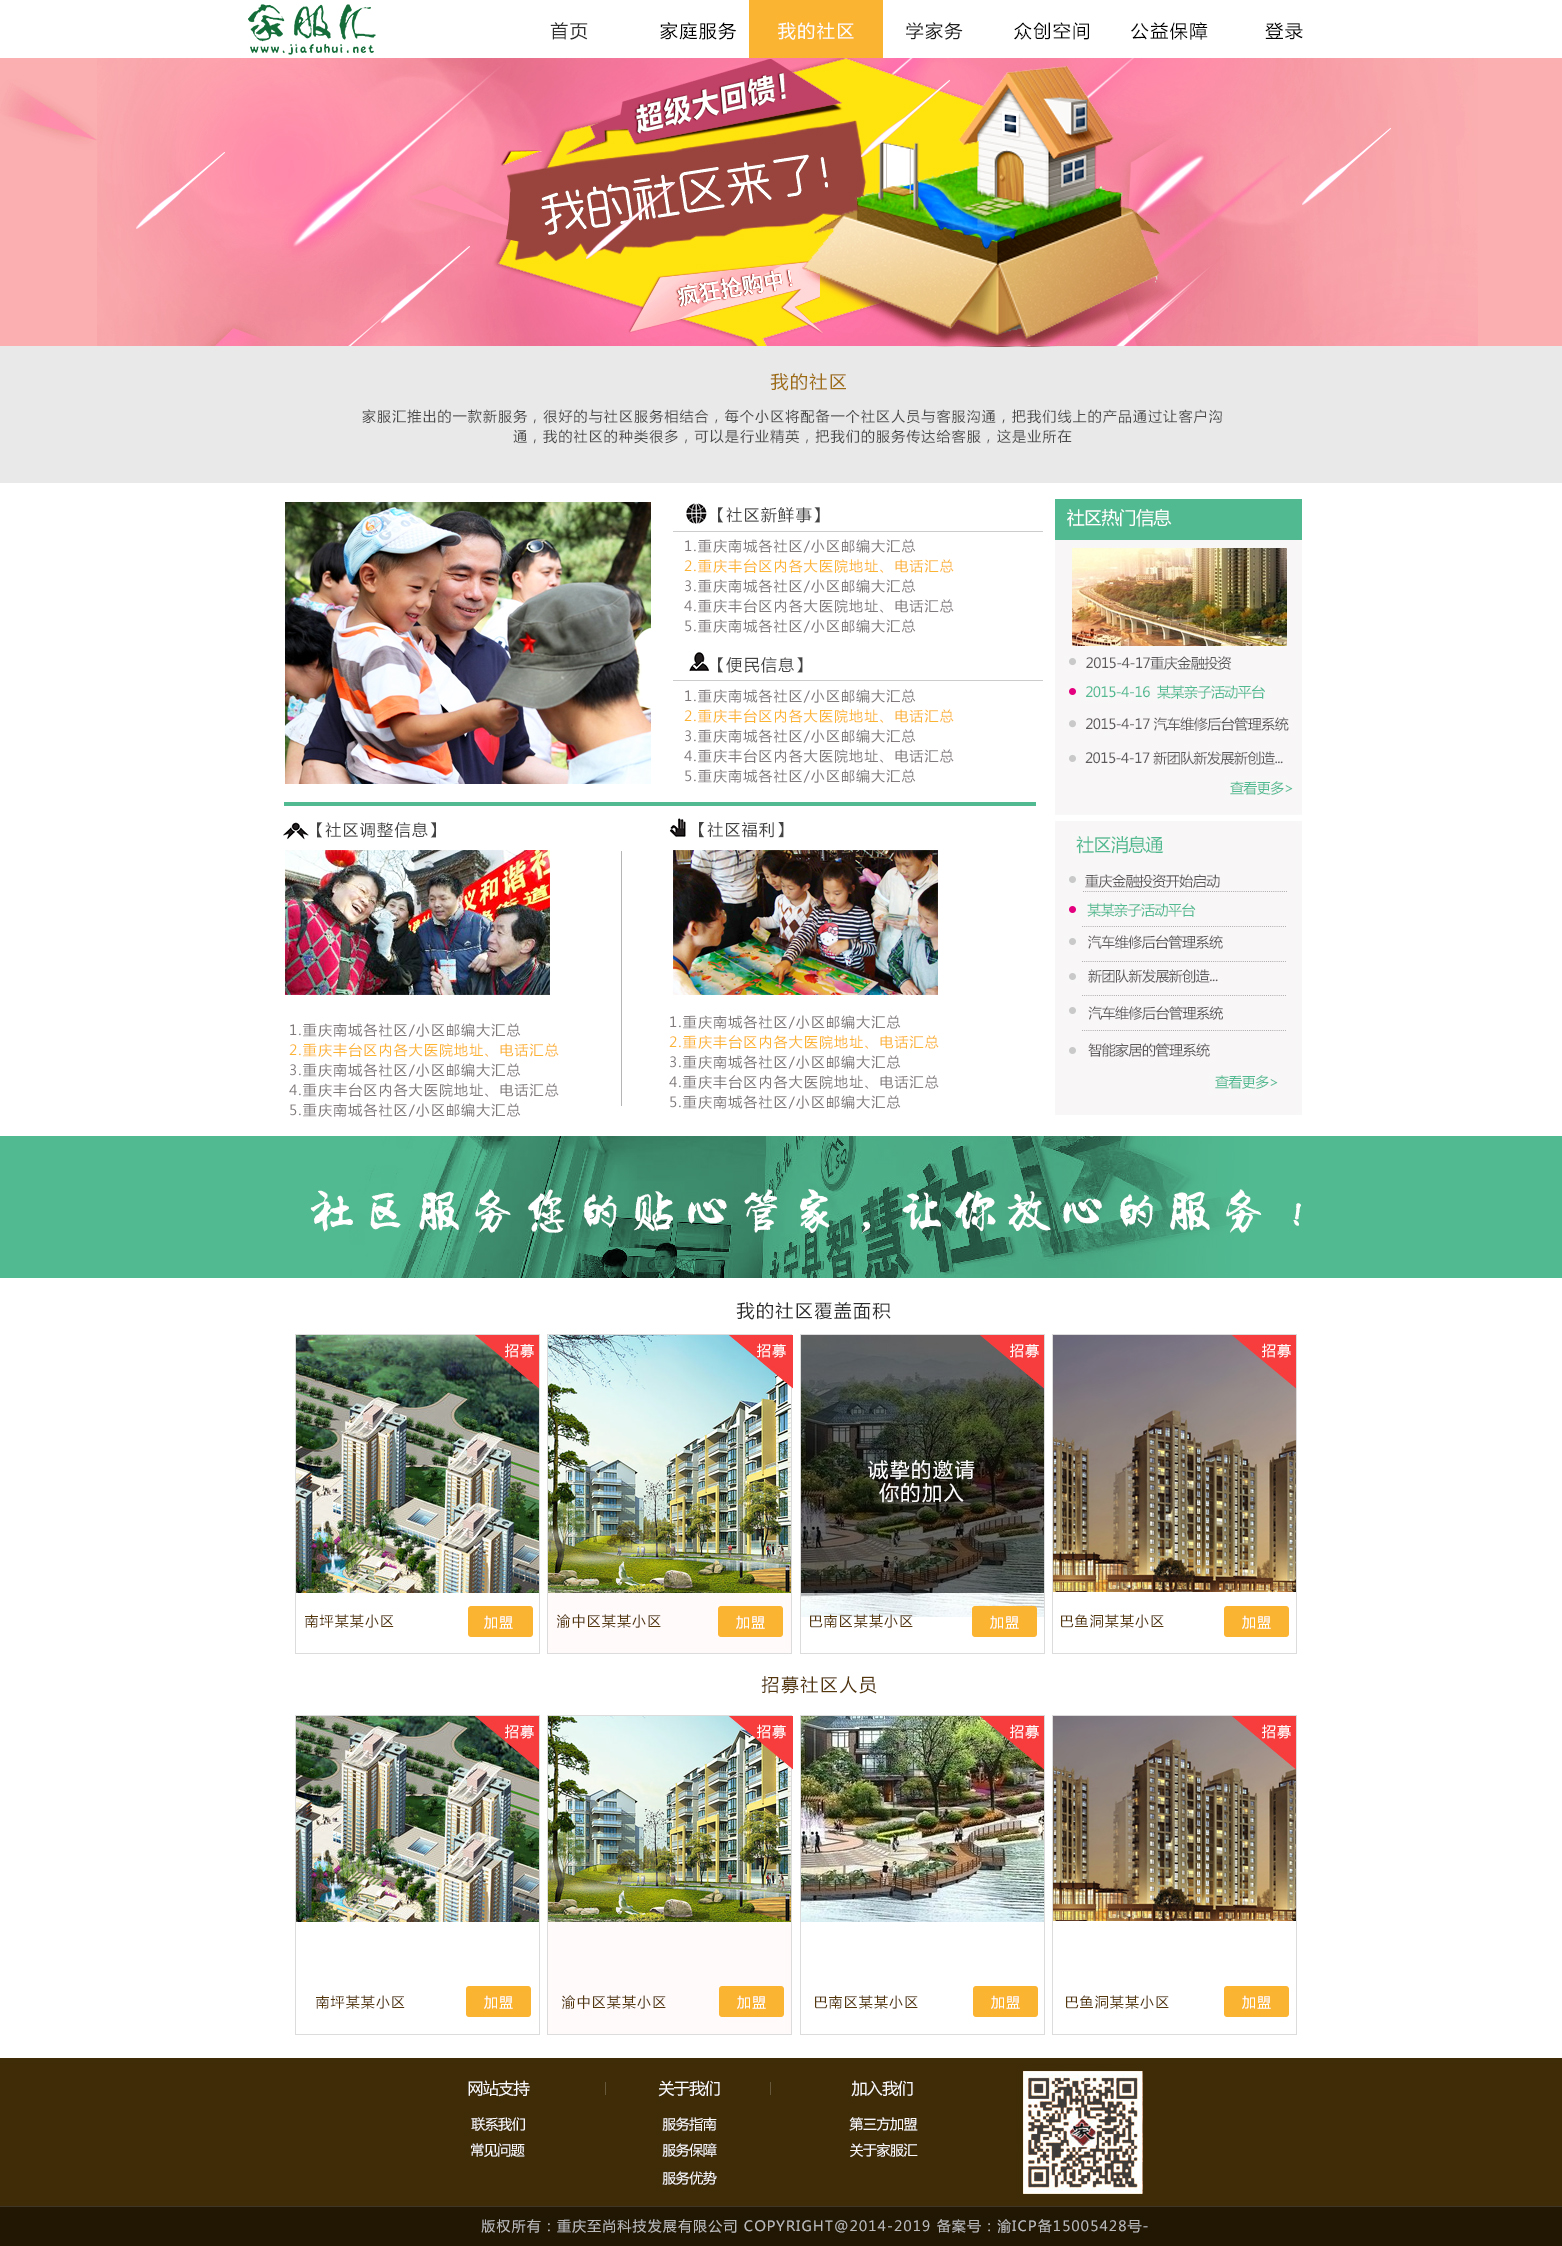 家服汇
www.jiafuhui.net
首页 家庭服务 我的社区 学家务 众创空间 公益保障 登录
超级大回馈!
我的社区来了!
疯狂抢购中!
我的社区
家服汇推出的一款新服务，很好的与社区服务相结合，每个小区将配备一个社区人员与客服沟通，把我们线上的产品通过让客户沟
通，我的社区的种类很多，可以是行业精英，把我们的服务传达给客服，这是业所在
【社区新鲜事】
1.重庆南城各社区/小区邮编大汇总
2.重庆丰台区内各大医院地址、电话汇总
3.重庆南城各社区/小区邮编大汇总
4.重庆丰台区内各大医院地址、电话汇总
5.重庆南城各社区/小区邮编大汇总
【便民信息】
1.重庆南城各社区/小区邮编大汇总
2.重庆丰台区内各大医院地址、电话汇总
3.重庆南城各社区/小区邮编大汇总
4.重庆丰台区内各大医院地址、电话汇总
5.重庆南城各社区/小区邮编大汇总
社区热门信息
2015-4-17重庆金融投资
2015-4-16 某某亲子活动平台
2015-4-17 汽车维修后台管理系统
2015-4-17 新团队新发展新创造...
查看更多>
【社区调整信息】
义和谐社
街道
1.重庆南城各社区/小区邮编大汇总
2.重庆丰台区内各大医院地址、电话汇总
3.重庆南城各社区/小区邮编大汇总
4.重庆丰台区内各大医院地址、电话汇总
5.重庆南城各社区/小区邮编大汇总
【社区福利】
1.重庆南城各社区/小区邮编大汇总
2.重庆丰台区内各大医院地址、电话汇总
3.重庆南城各社区/小区邮编大汇总
4.重庆丰台区内各大医院地址、电话汇总
5.重庆南城各社区/小区邮编大汇总
社区消息通
重庆金融投资开始启动
某某亲子活动平台
汽车维修后台管理系统
新团队新发展新创造...
汽车维修后台管理系统
智能家居的管理系统
查看更多>
社区服务您的贴心管家，让你放心的服务！
宁县智慧社区
我的社区覆盖面积
招募 招募 招募 招募
诚挚的邀请
你的加入
南坪某某小区 加盟 渝中区某某小区 加盟 巴南区某某小区 加盟 巴鱼洞某某小区 加盟
招募社区人员
招募 招募 招募 招募
南坪某某小区 加盟 渝中区某某小区 加盟 巴南区某某小区 加盟 巴鱼洞某某小区 加盟
网站支持 关于我们 加入我们
联系我们 服务指南 第三方加盟
常见问题 服务保障 关于家服汇
服务优势
家
版权所有：重庆至尚科技发展有限公司 COPYRIGHT@2014-2019 备案号：渝ICP备15005428号-